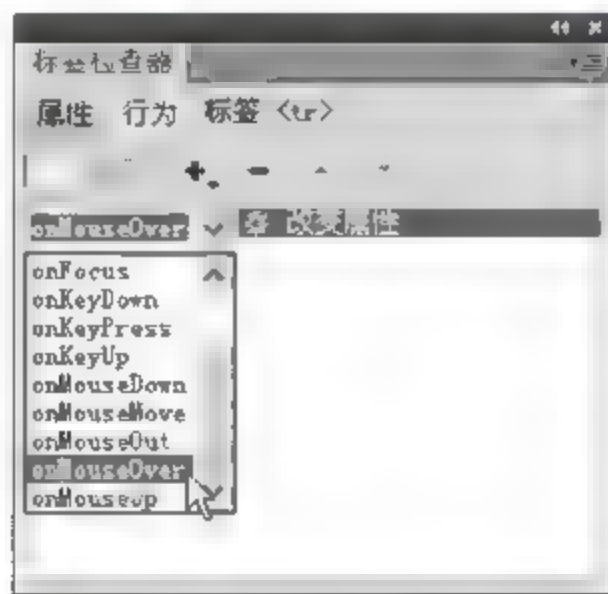 标签检查器
属性 行为 标签 <tr>
onMouseOver 改变属性
onFocus
onKeyDown
onKeyPress
onKeyUp
onMouseDown
onMouseMove
onMouseOut
onMouseOver
onMouseUp